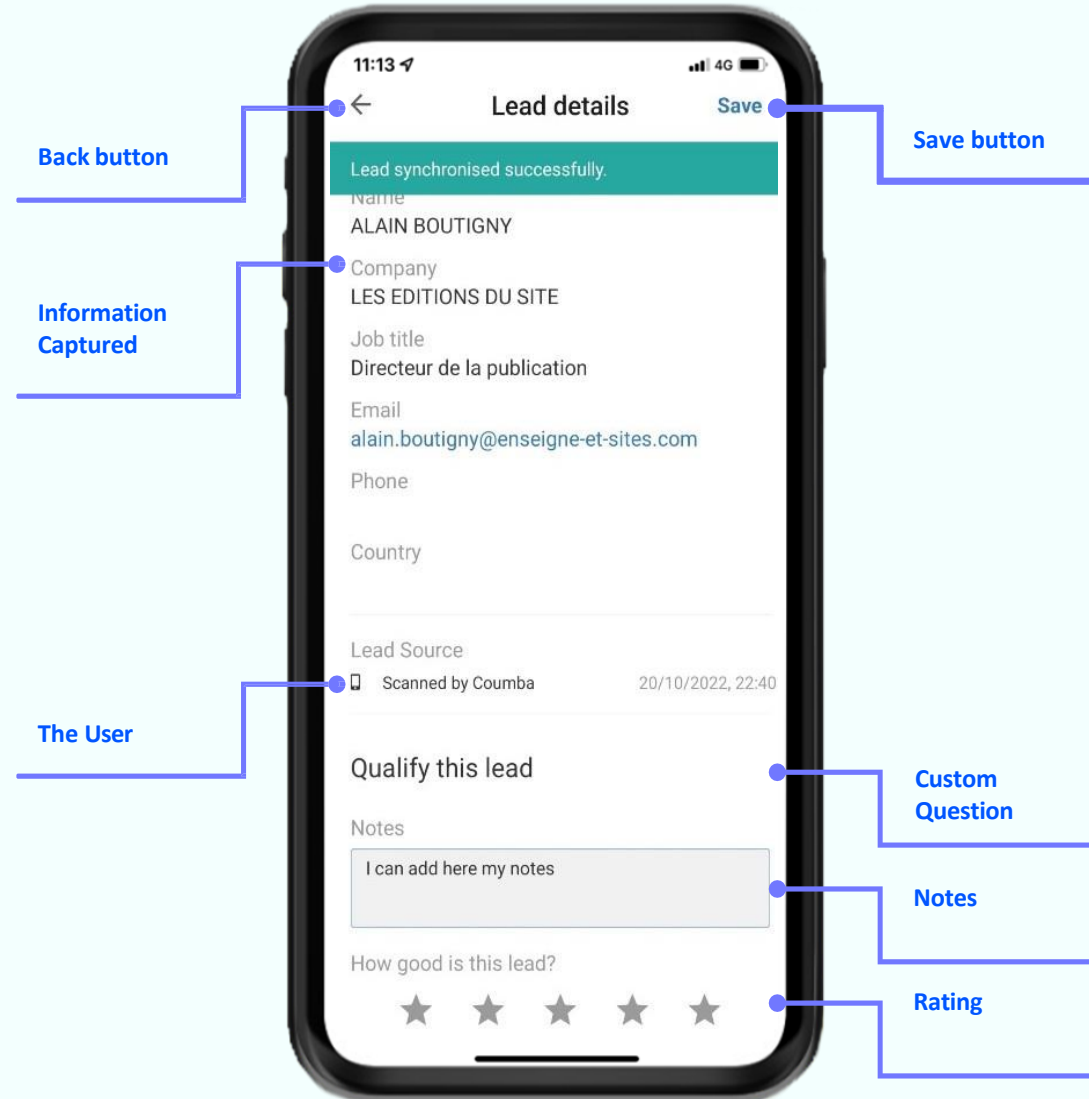 11:13
4G
Lead details
Save
Back button
Save button
Lead synchronised successfully.
Name
ALAIN BOUTIGNY
Company
LES EDITIONS DU SITE
Information
Captured
Job title
Directeur de la publication
Email
alain.boutigny@enseigne-et-sites.com
Phone
Country
Lead Source
Scanned by Coumba
20/10/2022, 22:40
The User
Qualify this lead
Custom
Question
Notes
I can add here my notes
Notes
How good is this lead?
Rating